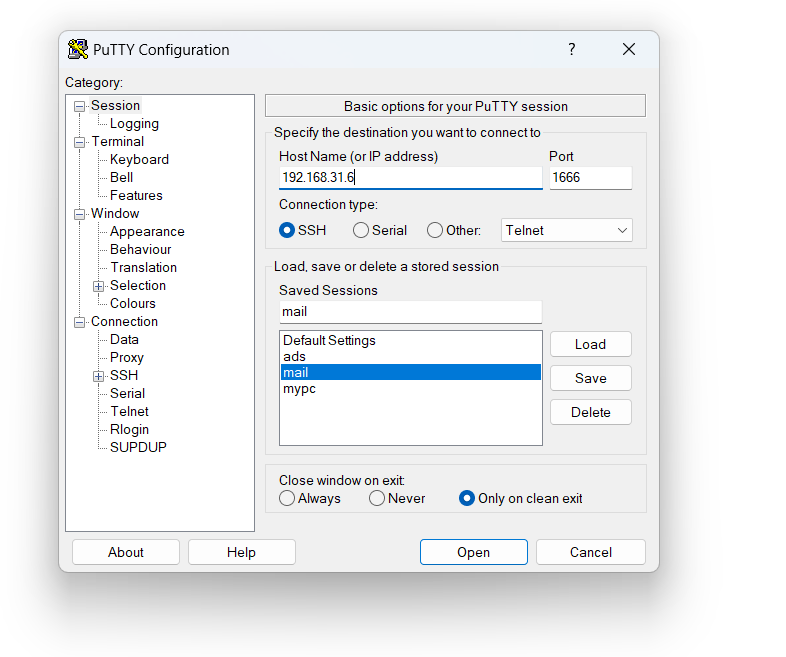 PuTTY Configuration
?
Category:
Session
Logging
Terminal
Keyboard
Bell
Features
Window
Appearance
Behaviour
Translation
Selection
Colours
Connection
Data
Proxy
SSH
Serial
Telnet
Rlogin
SUPDUP
Basic options for your PuTTY session
Specify the destination you want to connect to
Host Name (or IP address) Port
192.168.31.6 1666
Connection type:
SSH Serial Other: Telnet
Load, save or delete a stored session
Saved Sessions
mail
Default Settings
ads
mail
mypc
Load
Save
Delete
Close window on exit:
Always Never Only on clean exit
About Help Open Cancel